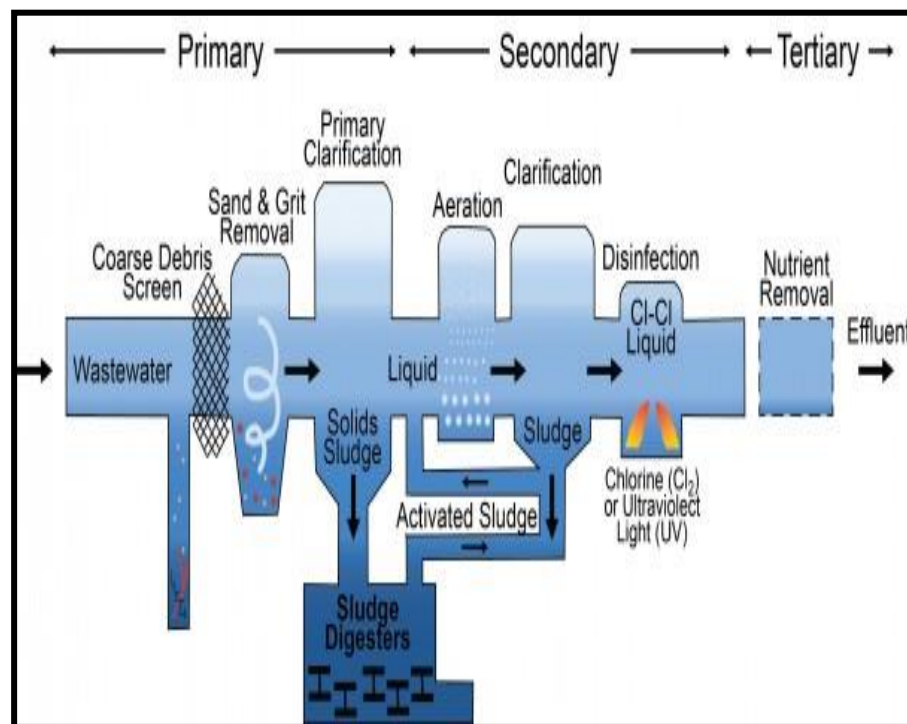 Primary
Secondary
Tertiary
Primary
Clarification
Sand & Grit
Removal
Coarse Debris
Screen
Aeration
Clarification
Disinfection
Nutrient
Removal
Wastewater
Liquid
Cl-Cl
Liquid
Effluent
Solids
Sludge
Sludge
Chlorine (Cl₂)
or Ultraviolect
Light (UV)
Activated Sludge
Sludge
Digesters